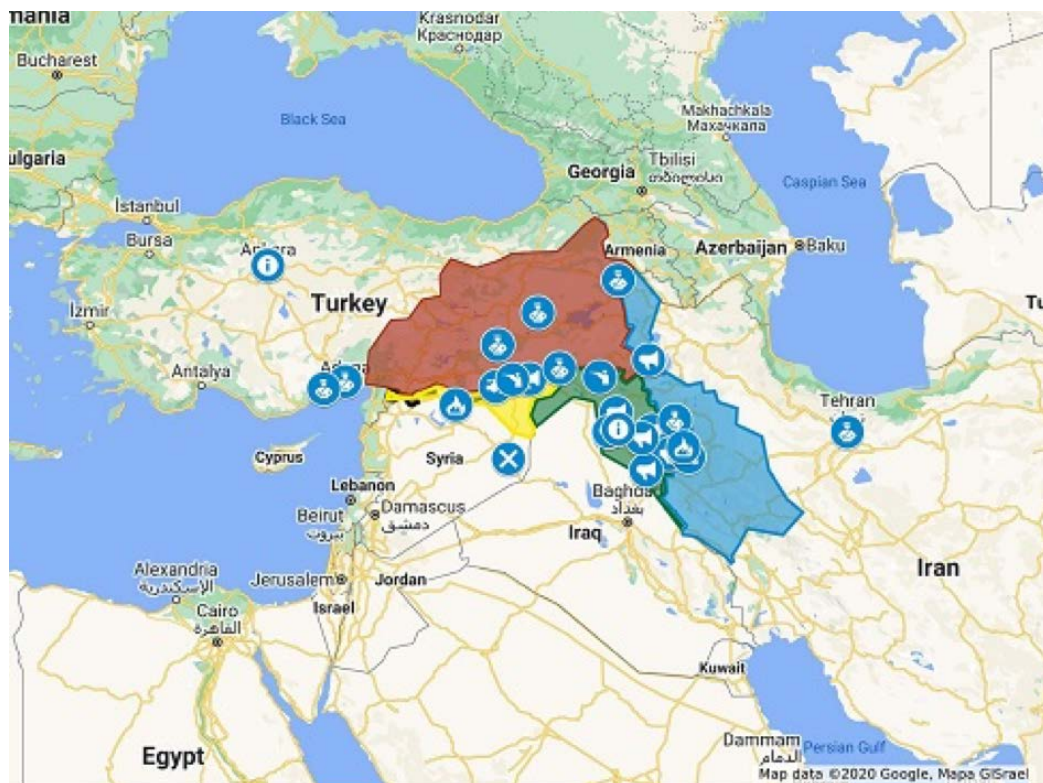 mania
Krasnodar
Краснодар
Bucharest
Makhachkala
Махачкала
Black Sea
ulgaria
Tbilisi
თბილისი
Georgia
Caspian Sea
İstanbul
Bursa
Armenia
Azerbaijan
Baku
Turkey
İzmir
Antalya
Tehran
تهران
Cyprus
Syria
Lebanon
Beirut
بيروت
Damascus
دمشق
Baghda
بغداد
Iraq
Iran
Alexandria
الإسكندرية
Jerusalem
Jordan
Israel
Cairo
القاهرة
Kuwait
Egypt
Dammam
الدمام
Persian Gulf
Map data ©2020 Google, Mapa GISrael